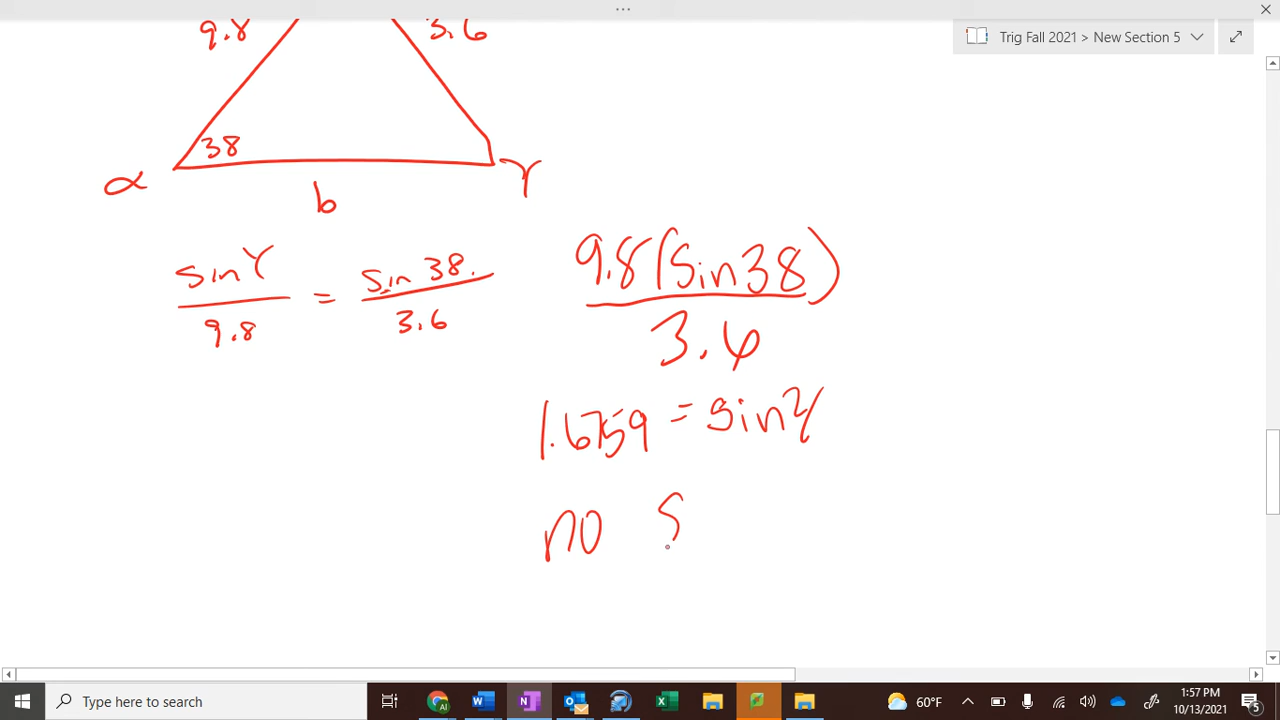 Trig Fall 2021 > New Section 5
9.8
3.6
38
α
γ
b
sin γ / 9.8 = sin 38 / 3.6
9.8(sin 38) / 3.6
1.6759 = sin γ
no s
Type here to search
60°F
1:57 PM
10/13/2021
5